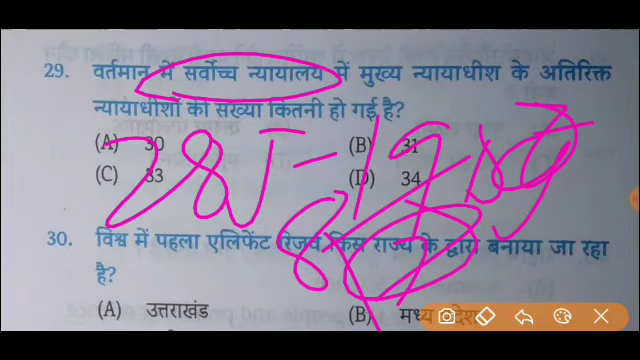 29. वर्तमान में सर्वोच्च न्यायालय में मुख्य न्यायाधीश के अतिरिक्त
न्यायाधीशों की संख्या कितनी हो गई है?
(A) 30 (B) 31
(C) 33 (D) 34
30. विश्व में पहला एलिफेंट रिजर्व किस राज्य के द्वारा बनाया जा रहा
है?
(A) उत्तराखंड (B) मध्य